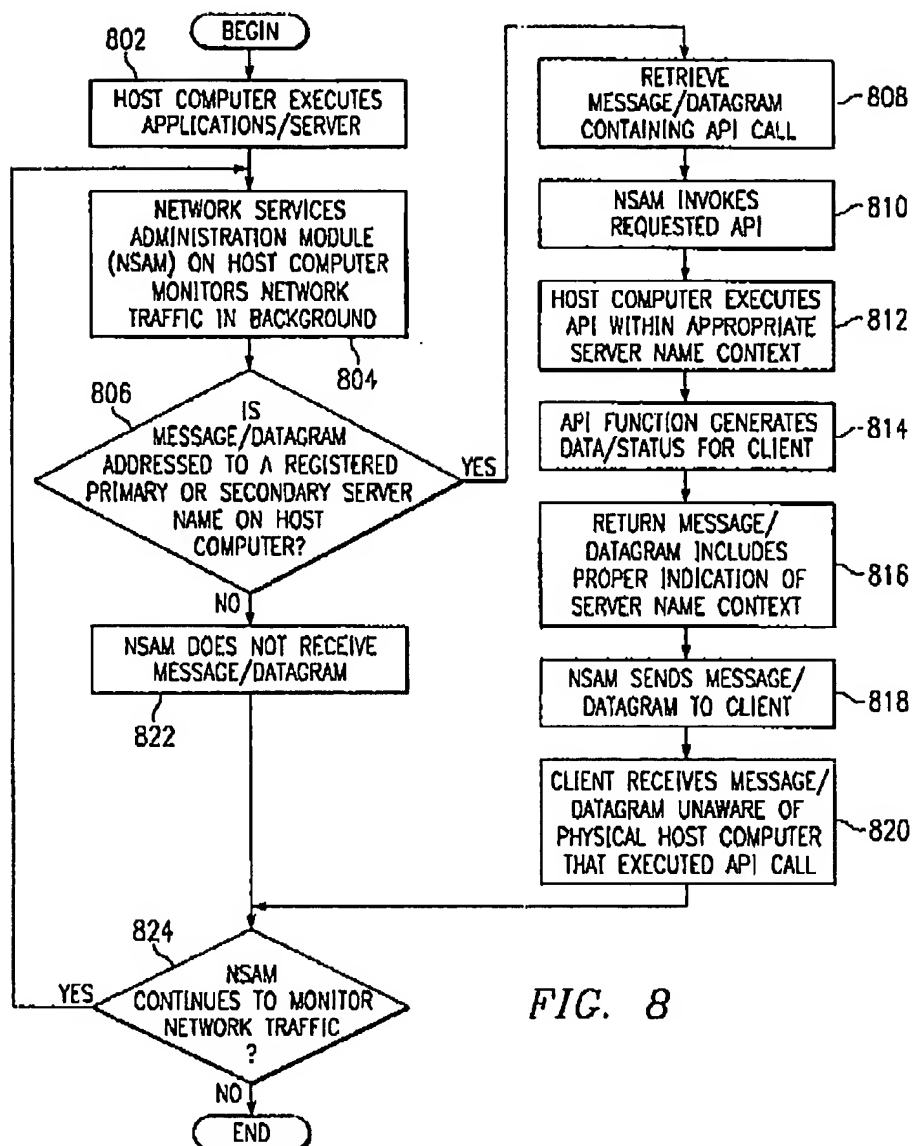 BEGIN
802
HOST COMPUTER EXECUTES
APPLICATIONS/SERVER
NETWORK SERVICES
ADMINISTRATION MODULE
(NSAM) ON HOST COMPUTER
MONITORS NETWORK
TRAFFIC IN BACKGROUND
804
806
IS
MESSAGE/DATAGRAM
ADDRESSED TO A REGISTERED
PRIMARY OR SECONDARY SERVER
NAME ON HOST
COMPUTER?
YES
NO
NSAM DOES NOT RECEIVE
MESSAGE/DATAGRAM
822
RETRIEVE
MESSAGE/DATAGRAM
CONTAINING API CALL
808
NSAM INVOKES
REQUESTED API
810
HOST COMPUTER EXECUTES
API WITHIN APPROPRIATE
SERVER NAME CONTEXT
812
API FUNCTION GENERATES
DATA/STATUS FOR CLIENT
814
RETURN MESSAGE/
DATAGRAM INCLUDES
PROPER INDICATION OF
SERVER NAME CONTEXT
816
NSAM SENDS MESSAGE/
DATAGRAM TO CLIENT
818
CLIENT RECEIVES MESSAGE/
DATAGRAM UNAWARE OF
PHYSICAL HOST COMPUTER
THAT EXECUTED API CALL
820
824
NSAM
CONTINUES TO MONITOR
NETWORK TRAFFIC
?
YES
NO
END
FIG. 8